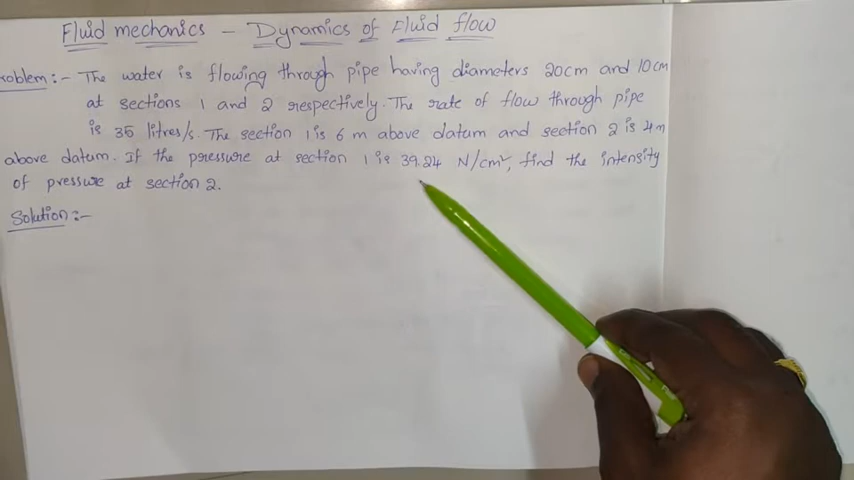 Fluid mechanics - Dynamics of Fluid flow
roblem:- The water is flowing through pipe having diameters 20cm and 10cm
at sections 1 and 2 respectively. The rate of flow through pipe
is 35 litres/s. The section 1 is 6 m above datum and section 2 is 4m
above datum. If the pressure at section 1 is 39.24 N/cm², find the intensity
of pressure at section 2.
Solution:-